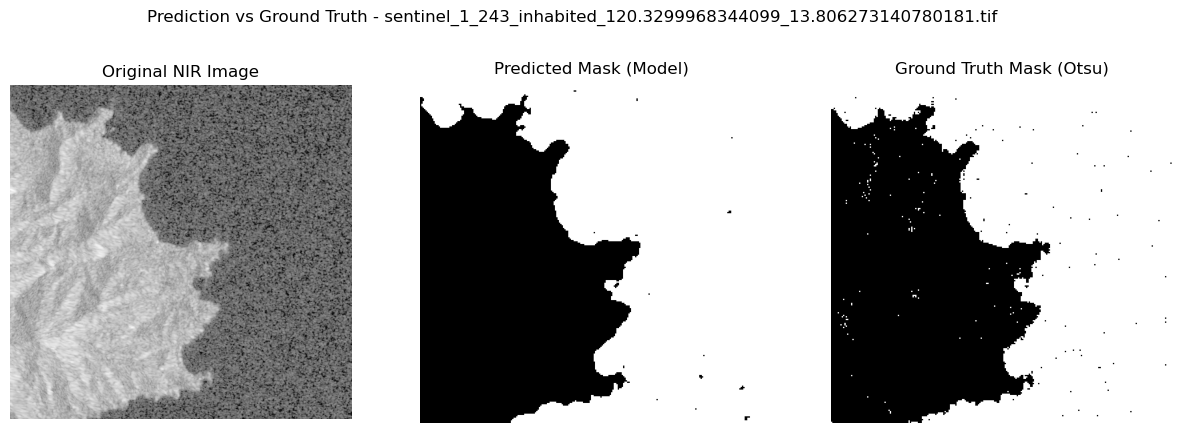 Prediction vs Ground Truth - sentinel_1_243_inhabited_120.3299968344099_13.806273140780181.tif
Original NIR Image
Predicted Mask (Model)
Ground Truth Mask (Otsu)